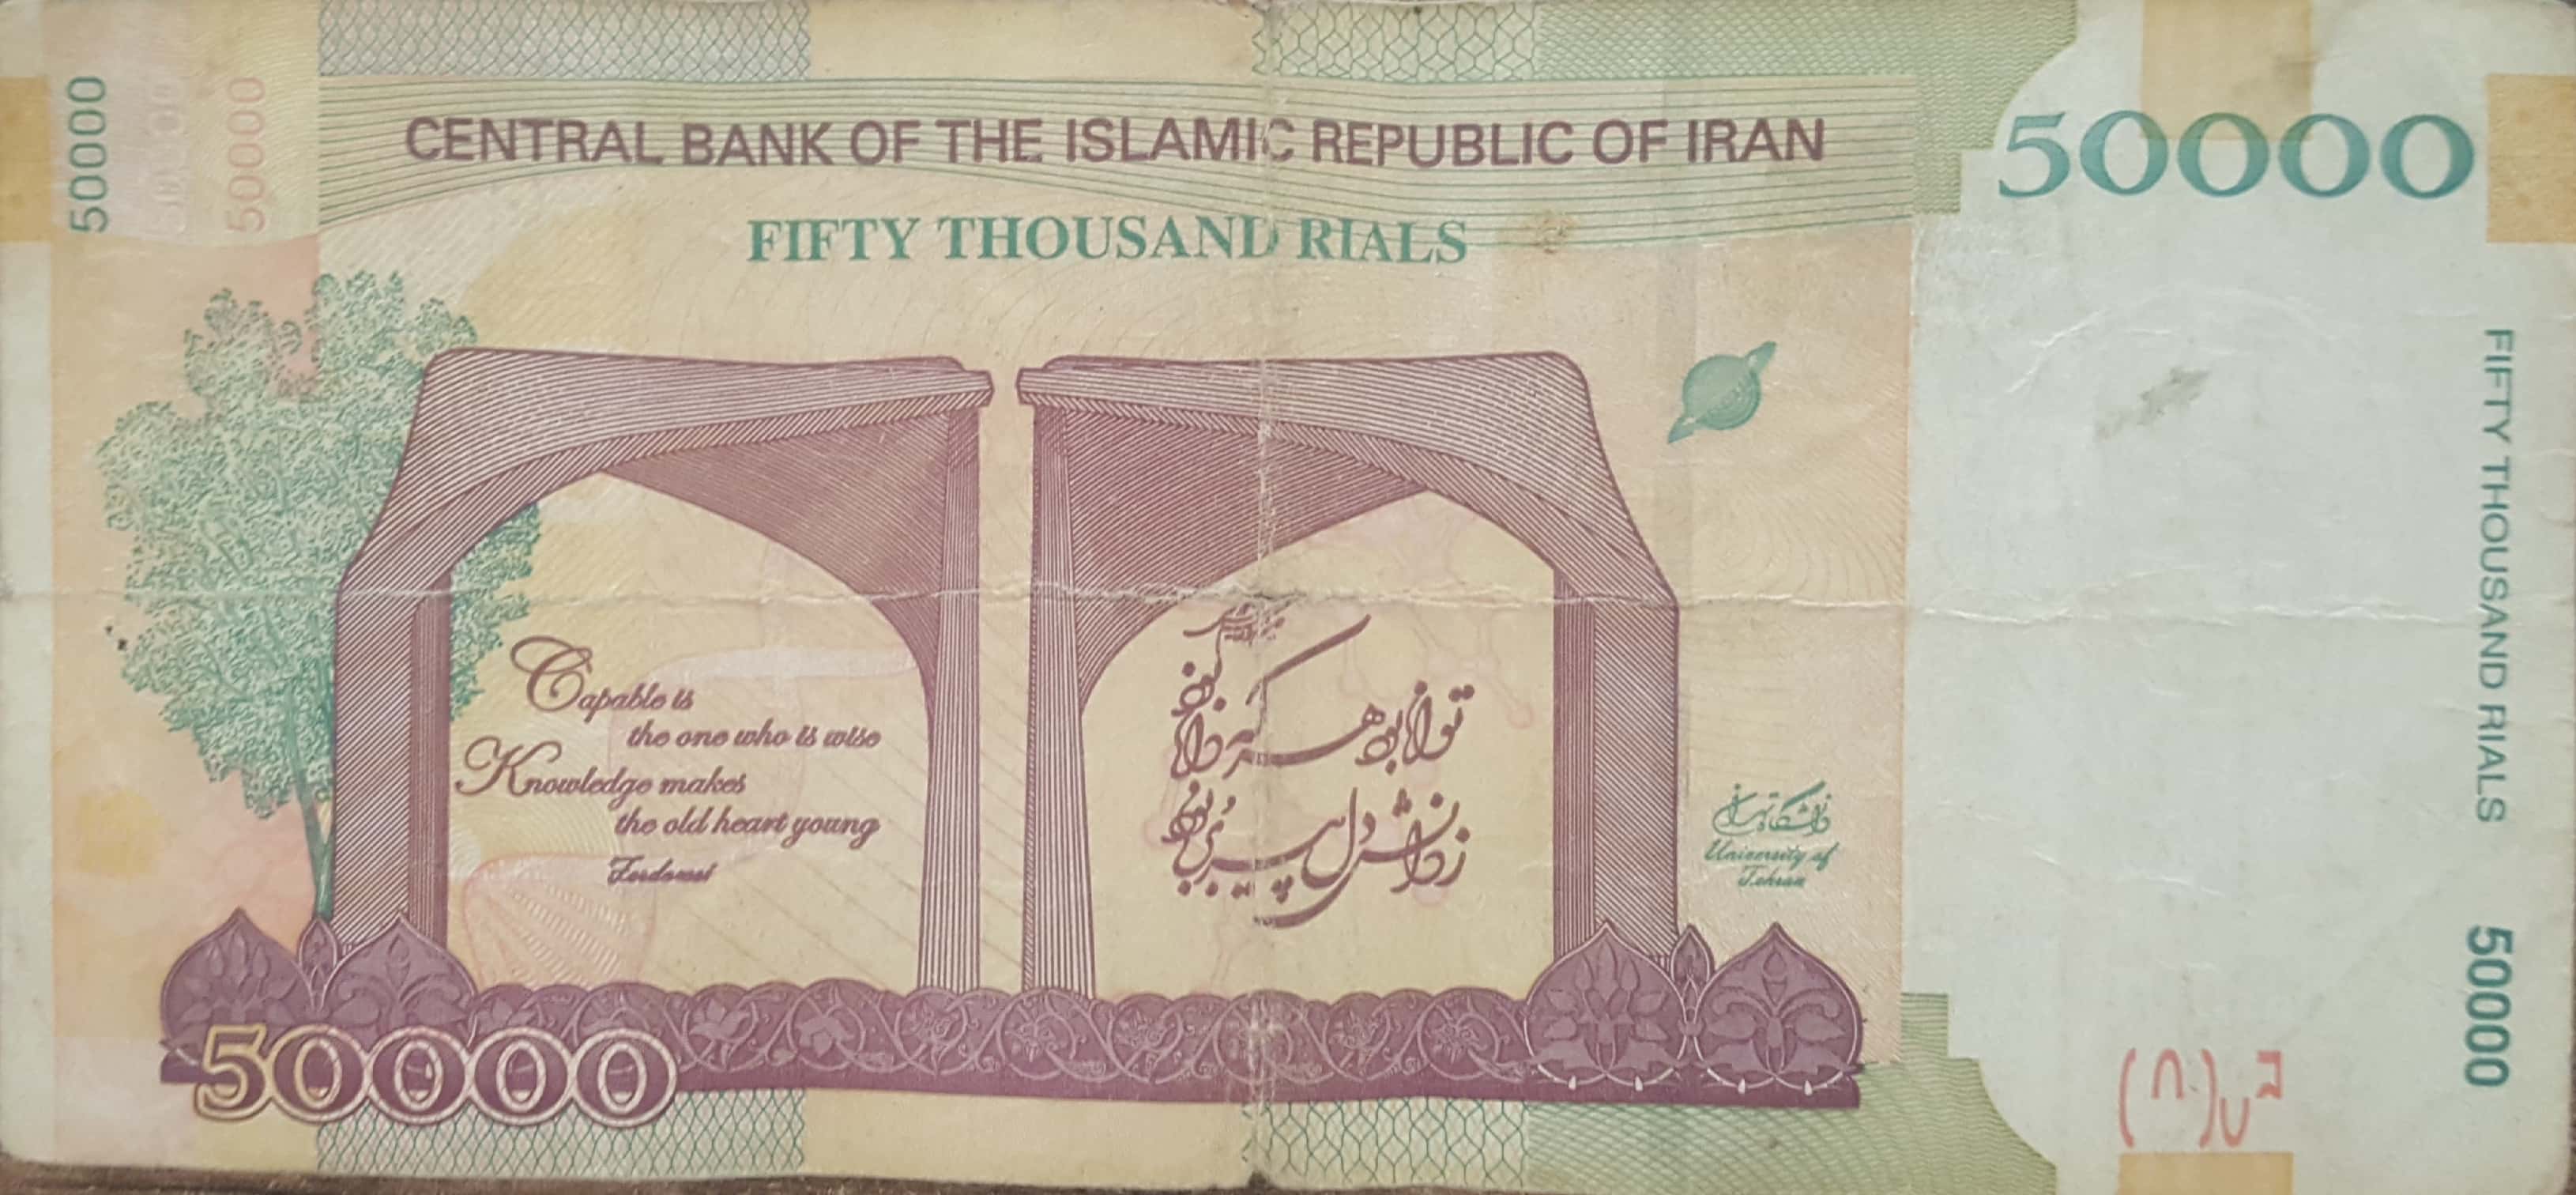 50000
50000
50000
CENTRAL BANK OF THE ISLAMIC REPUBLIC OF IRAN
50000
FIFTY THOUSAND RIALS
Capable is
the one who is wise
Knowledge makes
the old heart young
Ferdowsi
توانا بود هر که دانا بود
ز دانش دل پیر برنا بود
دانشگاه تهران
University of
Tehran
50000
FIFTY THOUSAND RIALS 50000